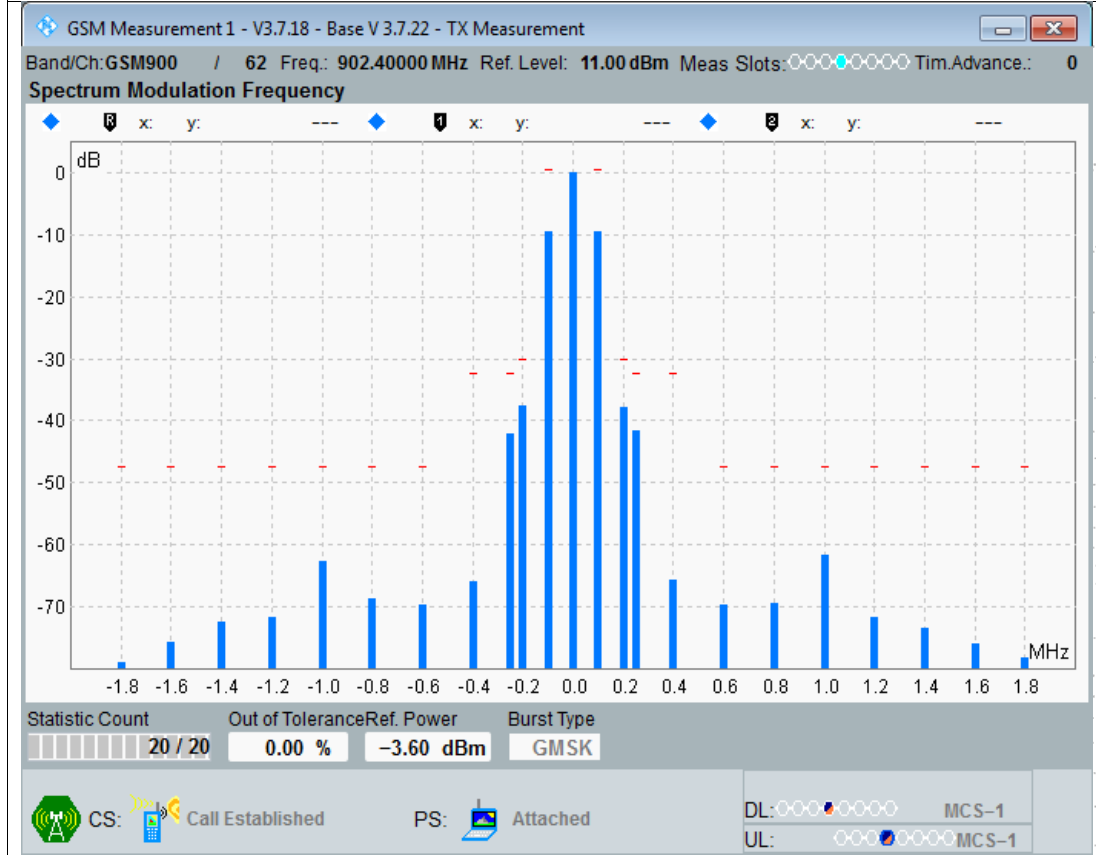 GSM Measurement 1 - V3.7.18 - Base V 3.7.22 - TX Measurement
Band/Ch:GSM900 / 62 Freq.: 902.40000 MHz Ref. Level: 11.00 dBm Meas Slots: Tim.Advance.: 0
Spectrum Modulation Frequency
R x: y: --- 1 x: y: --- 2 x: y: ---
dB
0
-10
-20
-30
-40
-50
-60
-70
MHz
-1.8 -1.6 -1.4 -1.2 -1.0 -0.8 -0.6 -0.4 -0.2 0.0 0.2 0.4 0.6 0.8 1.0 1.2 1.4 1.6 1.8
Statistic Count Out of Tolerance Ref. Power Burst Type
20 / 20 0.00 % −3.60 dBm GMSK
CS: Call Established PS: Attached
DL: MCS−1
UL: MCS−1